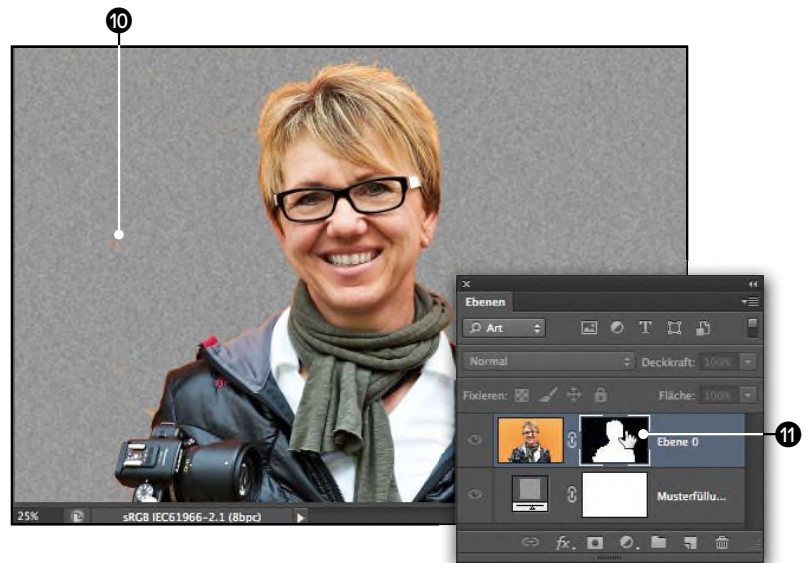 10
Ebenen
Art T
Normal Deckkraft: 100%
Fixieren: Fläche: 100%
11
Ebene 0
Musterfüllu...
25% sRGB IEC61966-2.1 (8bpc)
fx.